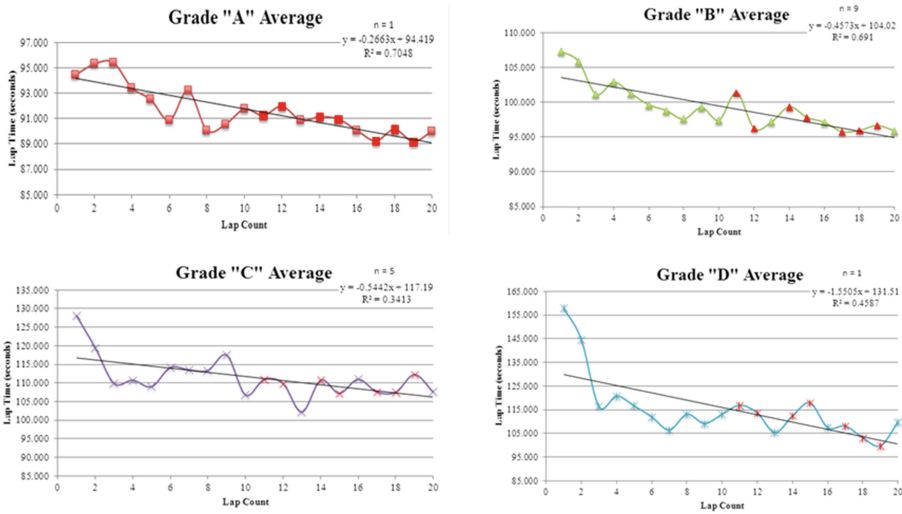 Grade "A" Average
n = 1
y = -0.2663x + 94.419
R² = 0.7048
Lap Time (seconds)
97.000
95.000
93.000
91.000
89.000
87.000
85.000
0 2 4 6 8 10 12 14 16 18 20
Lap Count
Grade "B" Average
n = 9
y = -0.4573x + 104.02
R² = 0.691
Lap Time (seconds)
110.000
105.000
100.000
95.000
90.000
85.000
0 2 4 6 8 10 12 14 16 18 20
Lap Count
Grade "C" Average
n = 5
y = -0.5442x + 117.19
R² = 0.3413
Lap Time (seconds)
135.000
130.000
125.000
120.000
115.000
110.000
105.000
100.000
95.000
90.000
85.000
0 2 4 6 8 10 12 14 16 18 20
Lap Count
Grade "D" Average
n = 1
y = -1.5505x + 131.51
R² = 0.4587
Lap Time (seconds)
165.000
155.000
145.000
135.000
125.000
115.000
105.000
95.000
85.000
0 2 4 6 8 10 12 14 16 18 20
Lap Count